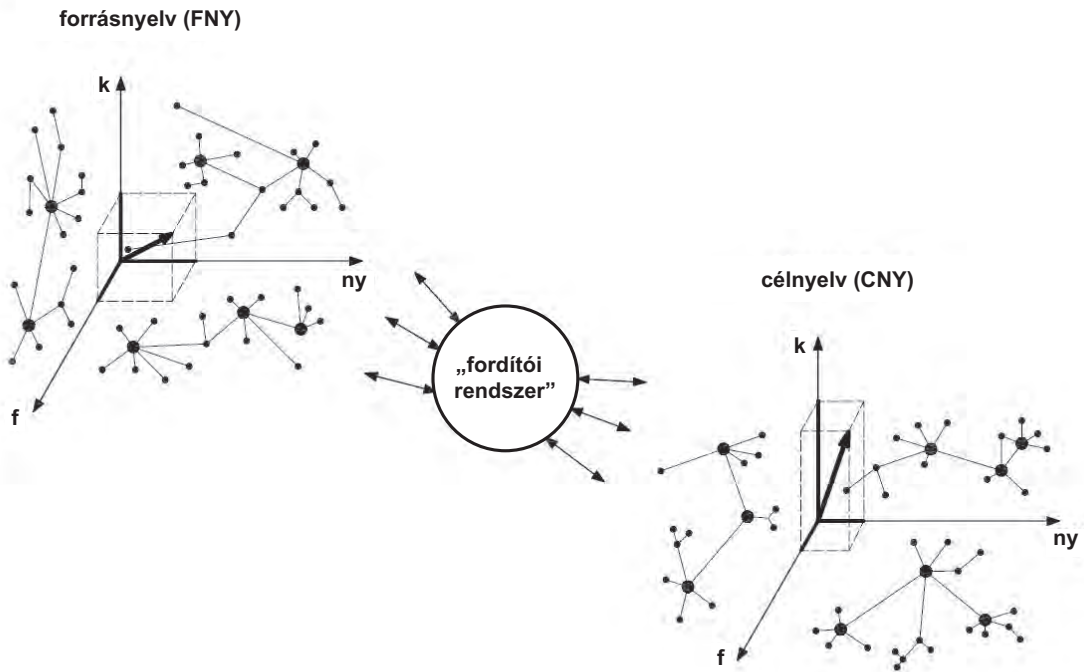 forrásnyelv (FNY)
k
ny
f
„fordítói
rendszer”
célnyelv (CNY)
k
ny
f